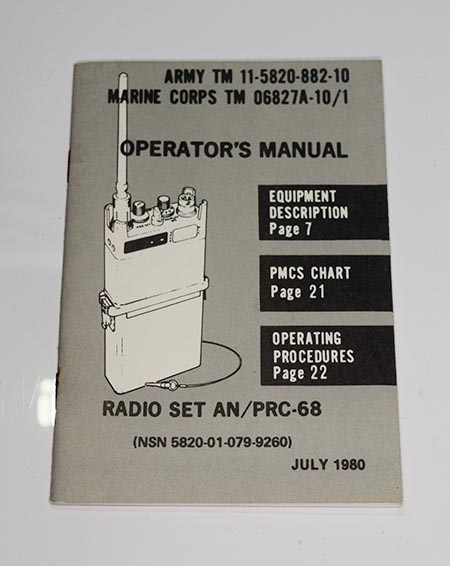 ARMY TM 11-5820-882-10
MARINE CORPS TM 06827A-10/1
OPERATOR'S MANUAL
EQUIPMENT
DESCRIPTION
Page 7
PMCS CHART
Page 21
OPERATING
PROCEDURES
Page 22
RADIO SET AN/PRC-68
(NSN 5820-01-079-9260)
JULY 1980